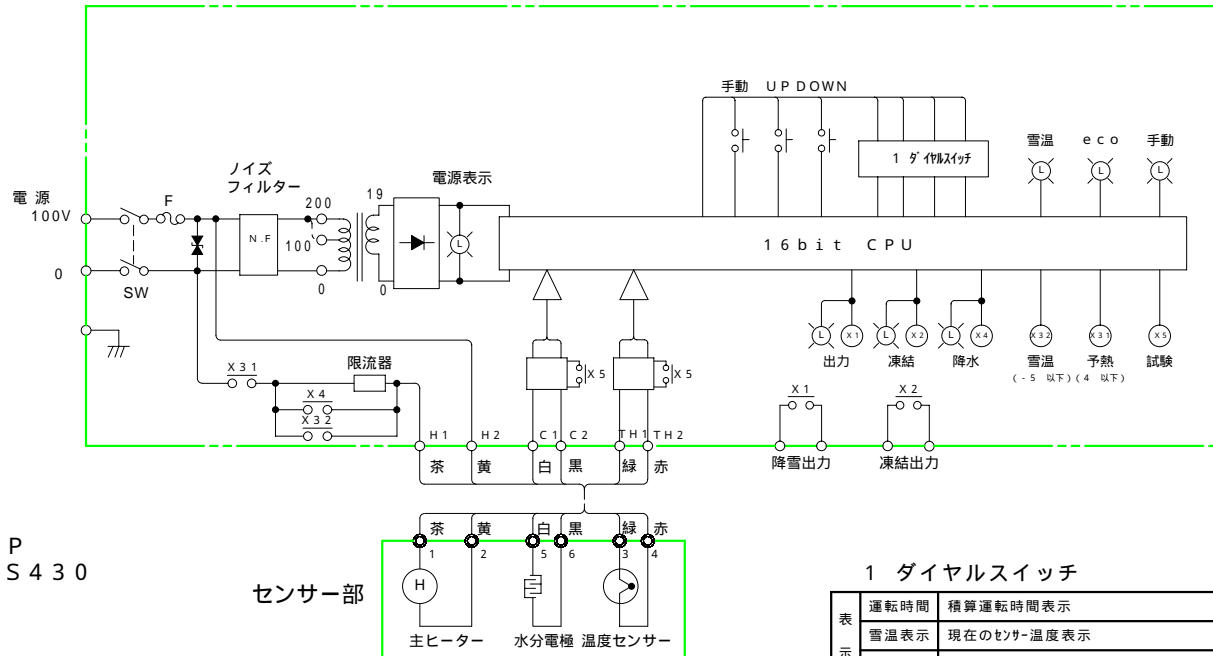 手動 UP DOWN
1 ダイヤルスイッチ
雪温 eco 手動
L L L
ノイズ
フィルター
電源表示
電源
100V
F
N.F
200
100
0
19
0
L
16bit CPU
0
SW
L X1 L X2 L X4 X32 X31 X5
出力 凍結 降水 雪温 予熱 試験
(-5 以下) (4 以下)
X31
限流器
X4
X32
X5 X5
X1 X2
H1 H2 C1 C2 TH1 TH2
降雪出力 凍結出力
茶 黄 白 黒 緑 赤
茶 黄 白 黒 緑 赤
1 2 5 6 3 4
P
S430
センサー部
H
主ヒーター 水分電極 温度センサー
1 ダイヤルスイッチ
表示
運転時間 積算運転時間表示
雪温表示 現在のセンサー温度表示